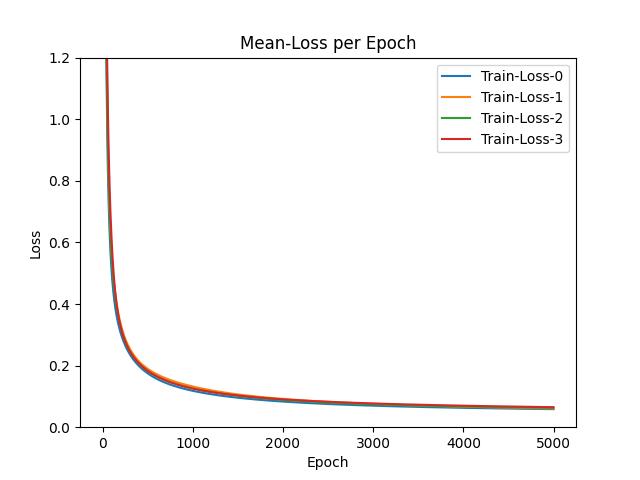 Mean-Loss per Epoch
Train-Loss-0
Train-Loss-1
Train-Loss-2
Train-Loss-3
1.2
1.0
0.8
0.6
0.4
0.2
0.0
Loss
0 1000 2000 3000 4000 5000
Epoch